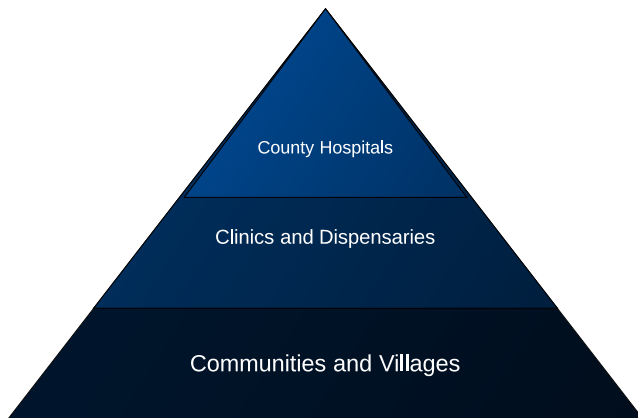 County Hospitals
Clinics and Dispensaries
Communities and Villages